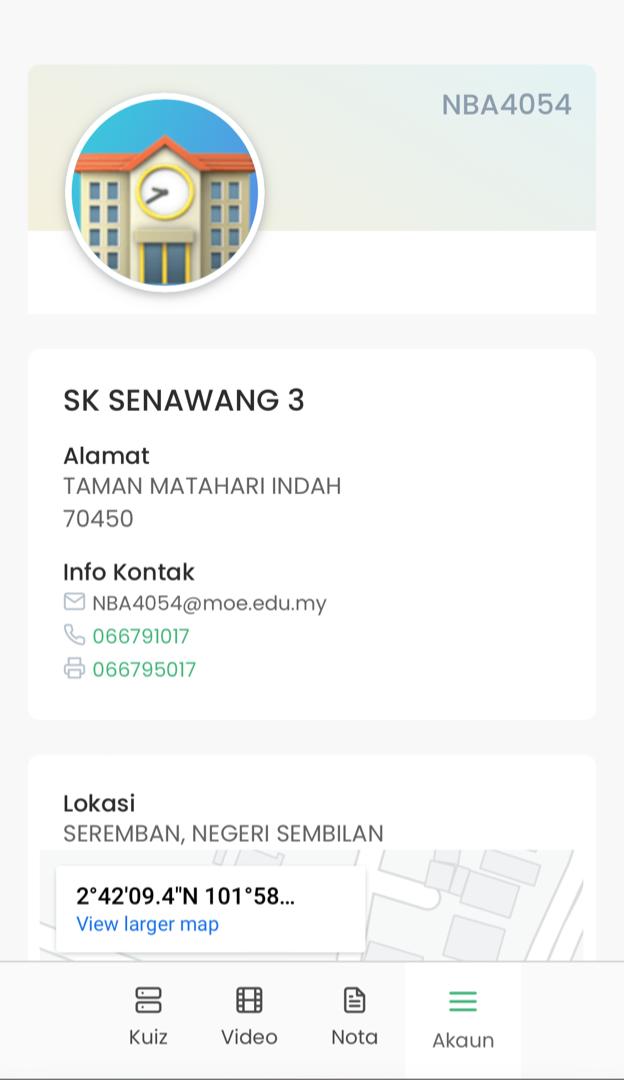 NBA4054
SK SENAWANG 3
Alamat
TAMAN MATAHARI INDAH
70450
Info Kontak
NBA4054@moe.edu.my
066791017
066795017
Lokasi
SEREMBAN, NEGERI SEMBILAN
2°42'09.4"N 101°58...
View larger map
Kuiz
Video
Nota
Akaun